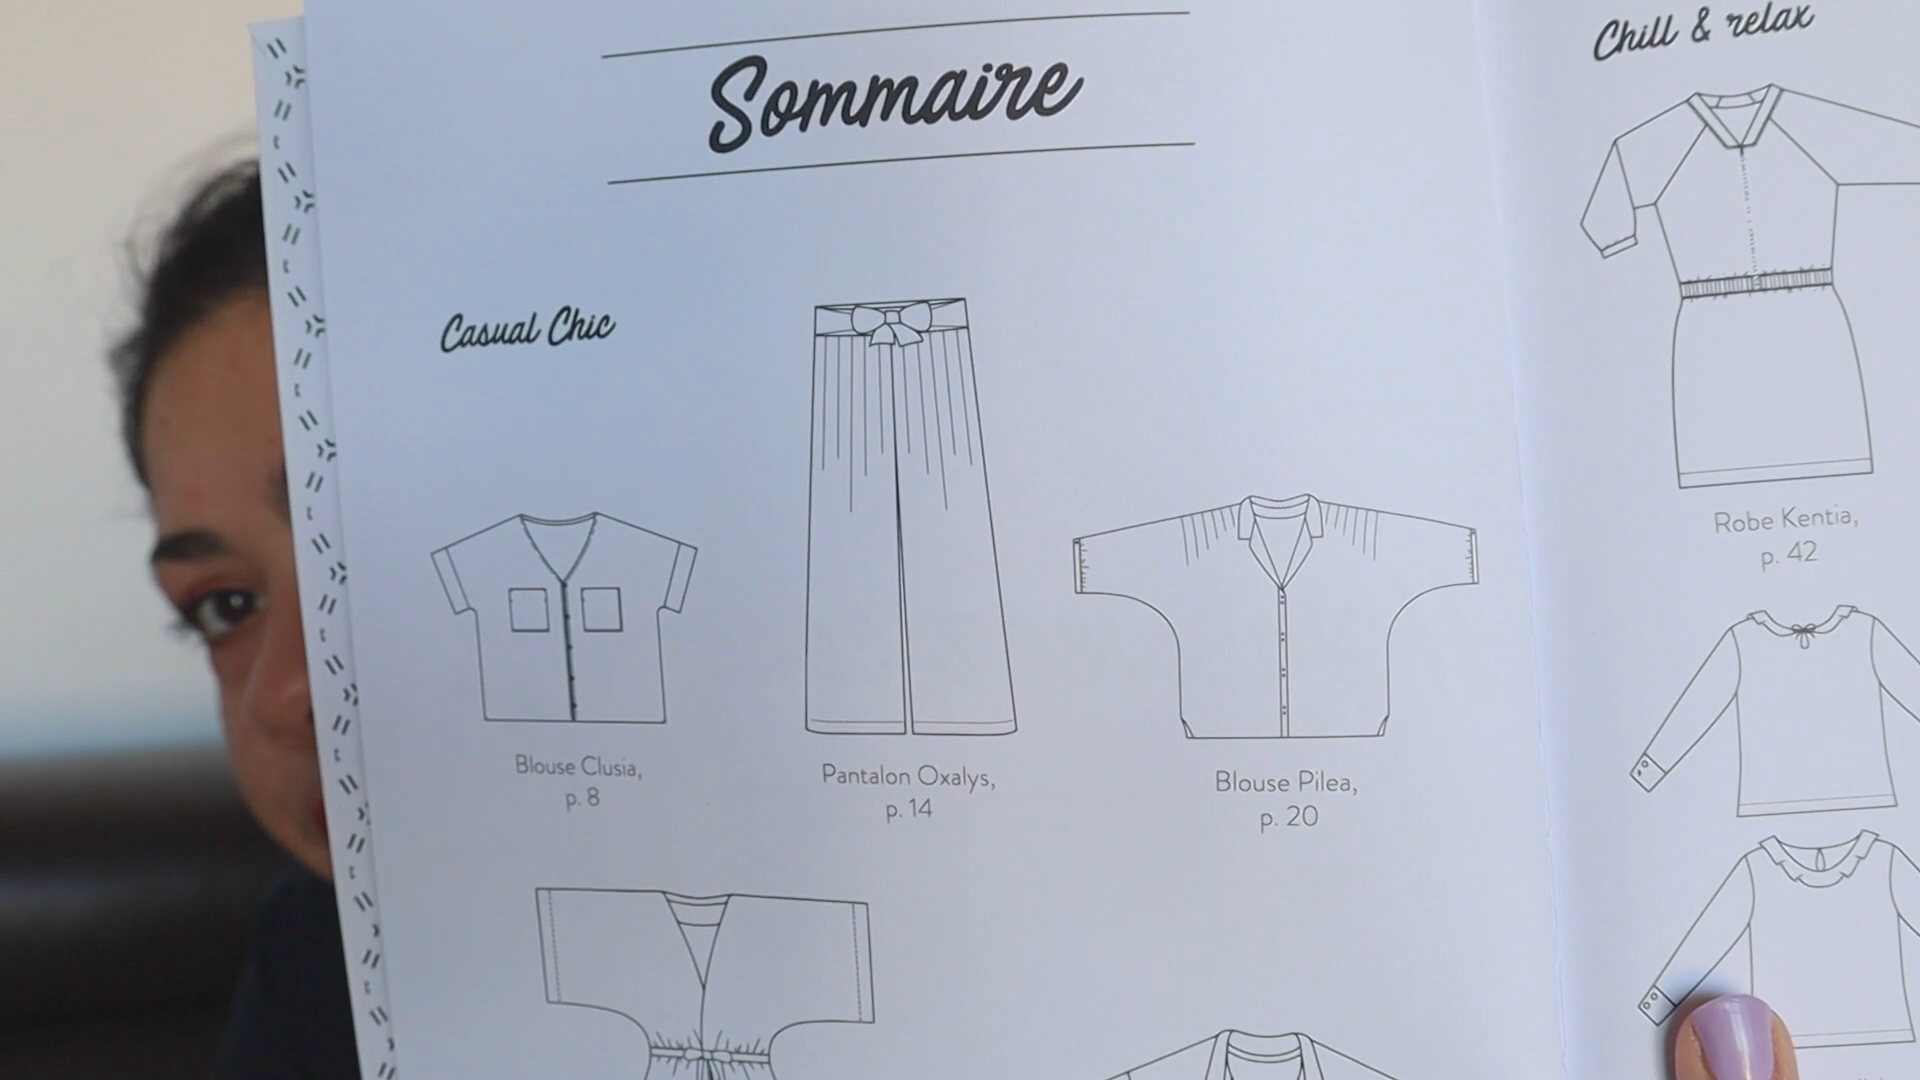 Sommaire
Casual Chic
Blouse Clusia,
p. 8
Pantalon Oxalys,
p. 14
Blouse Pilea,
p. 20
Chill & relax
Robe Kentia,
p. 42